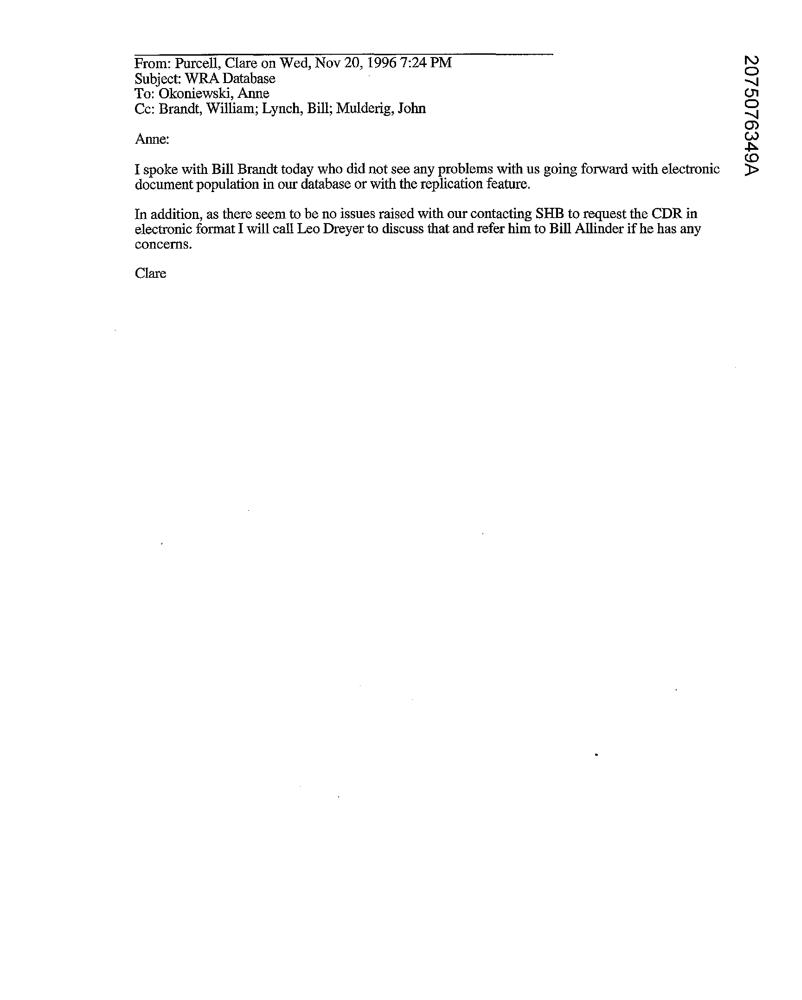 From: Purcell, Clare on Wed, Nov 20, 1996 7:24 PM
Subject: WRA Database
To: Okoniewski, Anne
Cc: Brandt, William; Lynch, Bill; Mulderig, John
Anne:
I spoke with Bill Brandt today who did not see any problems with us going forward with electronic
document population in our database or with the replication feature.
In addition, as there seem to be no issues raised with our contacting SHB to request the CDR in
electronic format I will call Leo Dreyer to discuss that and refer him to Bill Allinder if he has any
concerns.
Clare
2075076349A